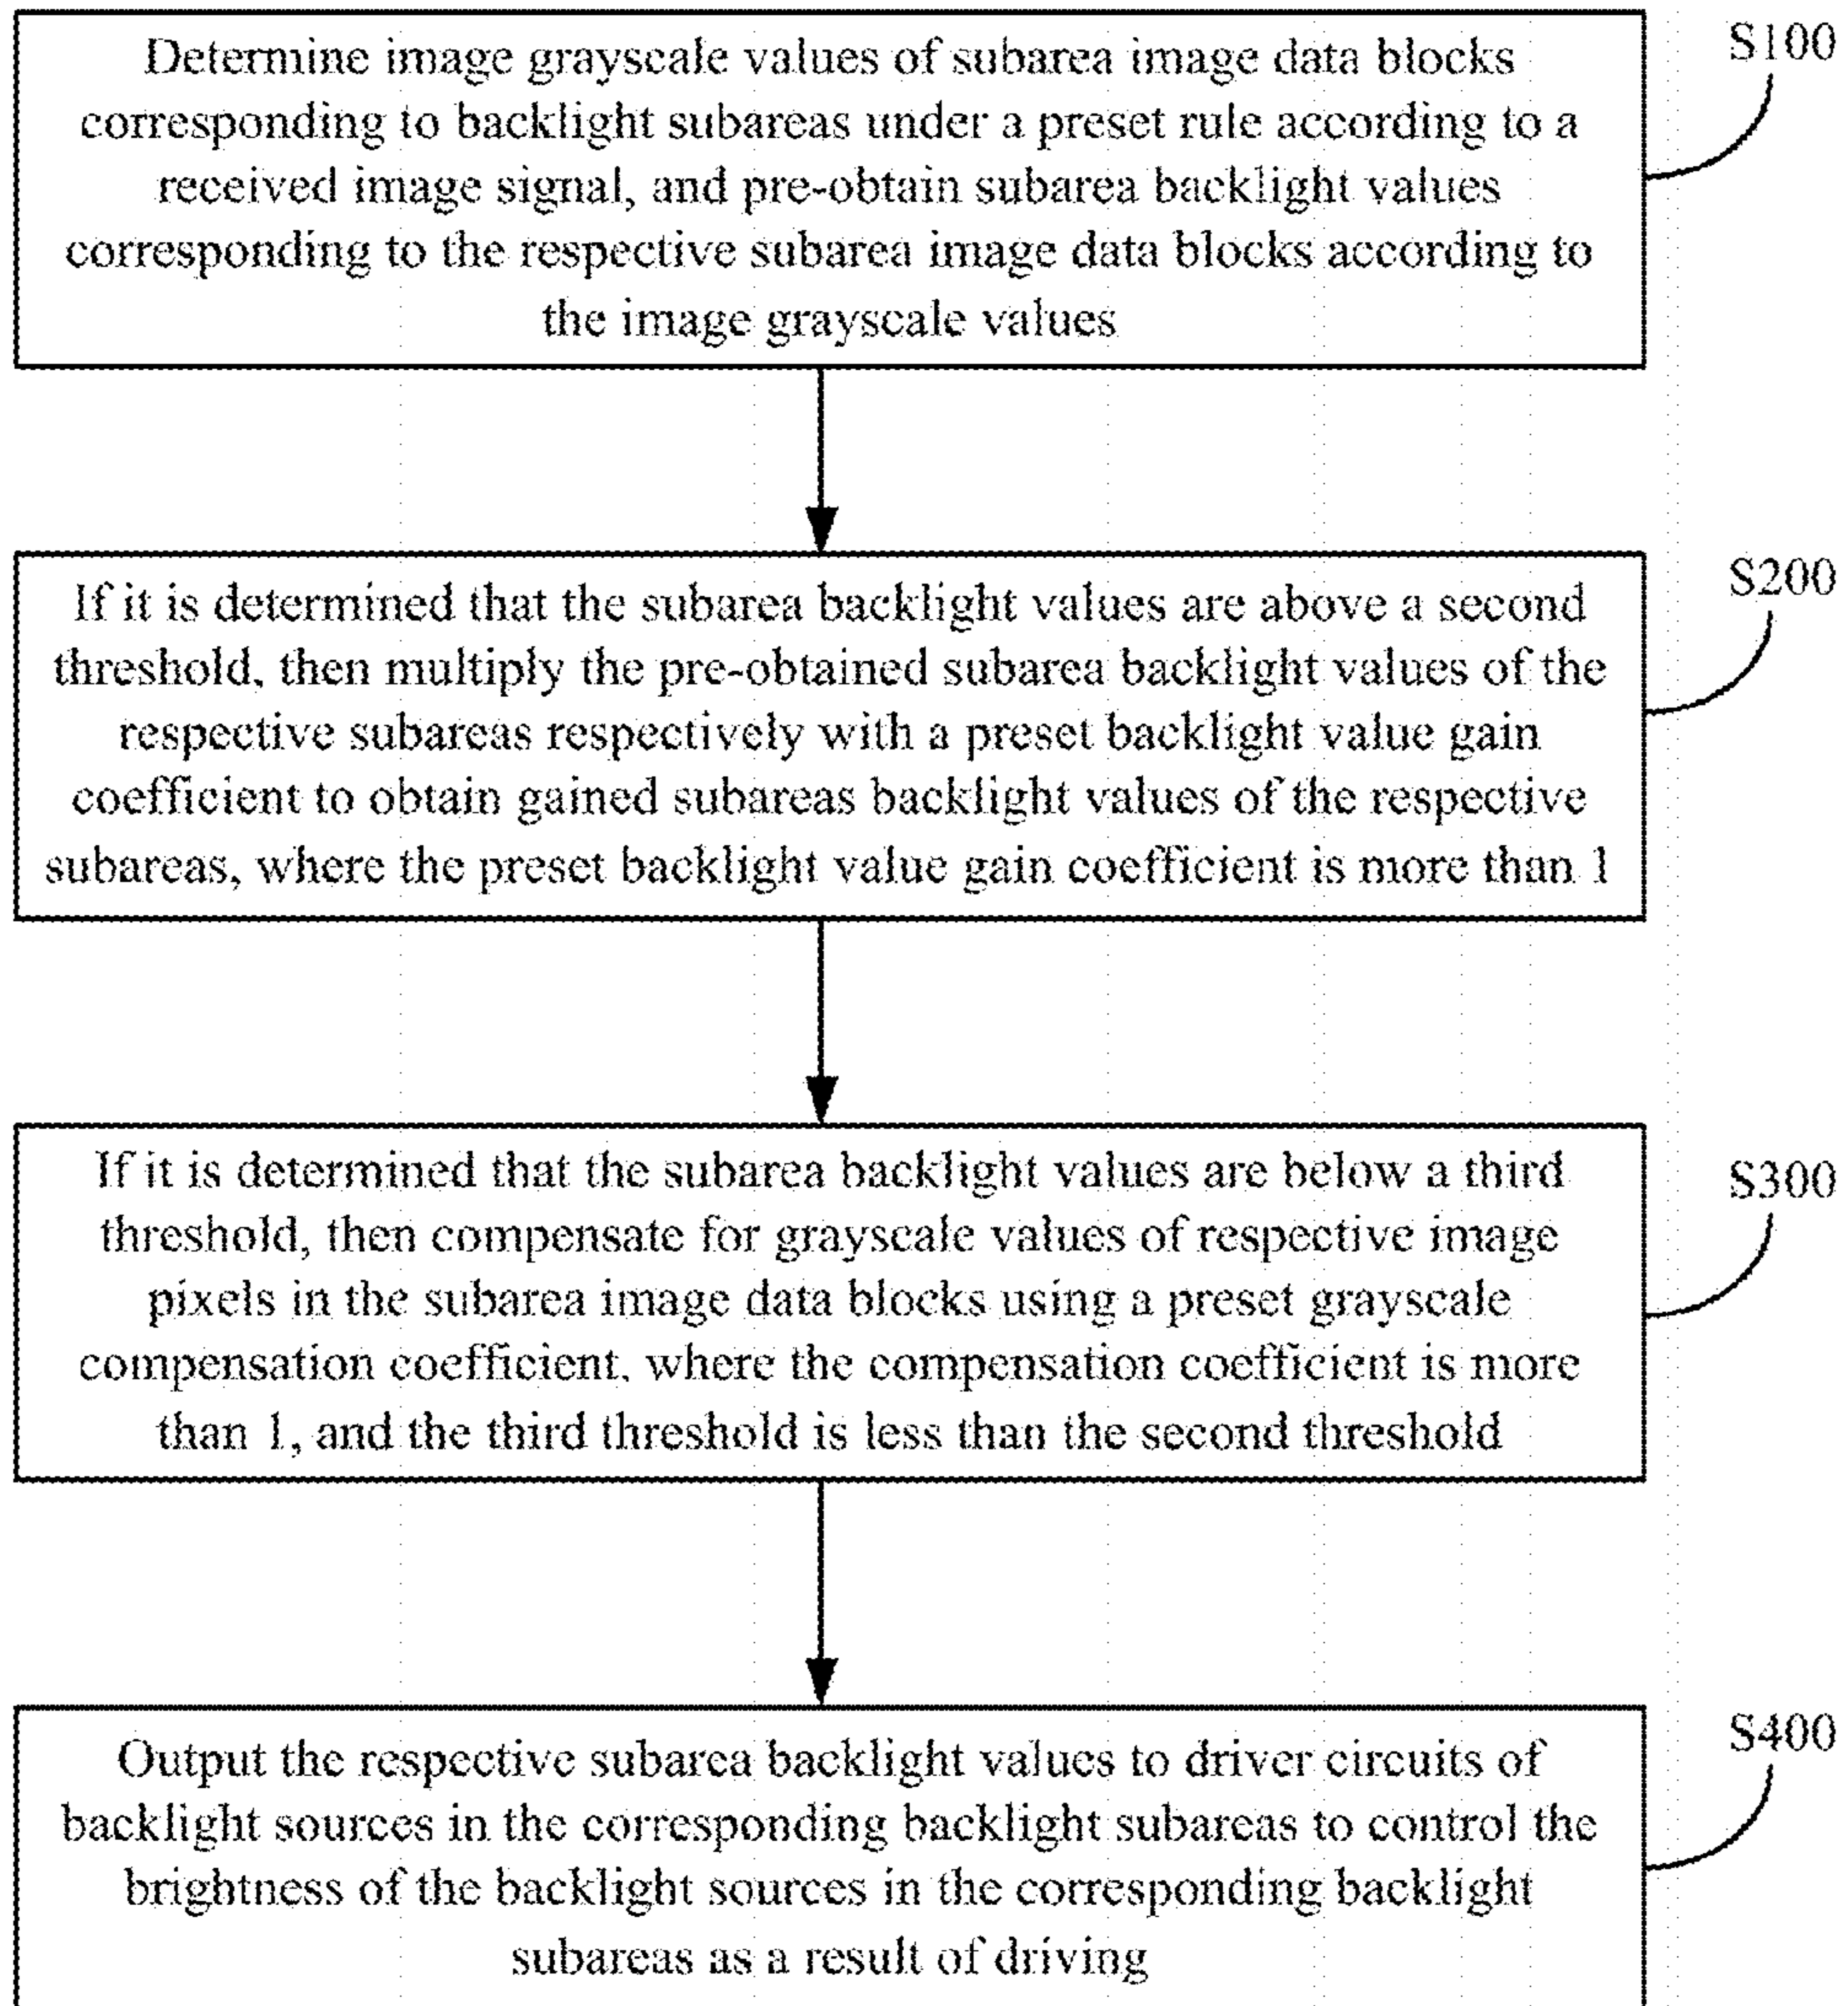 Determine image grayscale values of subarea image data blocks
corresponding to backlight subareas under a preset rule according to a
received image signal, and pre-obtain subarea backlight values
corresponding to the respective subarea image data blocks according to
the image grayscale values
S100
If it is determined that the subarea backlight values are above a second
threshold, then multiply the pre-obtained subarea backlight values of the
respective subareas respectively with a preset backlight value gain
coefficient to obtain gained subareas backlight values of the respective
subareas, where the preset backlight value gain coefficient is more than 1
S200
If it is determined that the subarea backlight values are below a third
threshold, then compensate for grayscale values of respective image
pixels in the subarea image data blocks using a preset grayscale
compensation coefficient, where the compensation coefficient is more
than 1, and the third threshold is less than the second threshold
S300
Output the respective subarea backlight values to driver circuits of
backlight sources in the corresponding backlight subareas to control the
brightness of the backlight sources in the corresponding backlight
subareas as a result of driving
S400